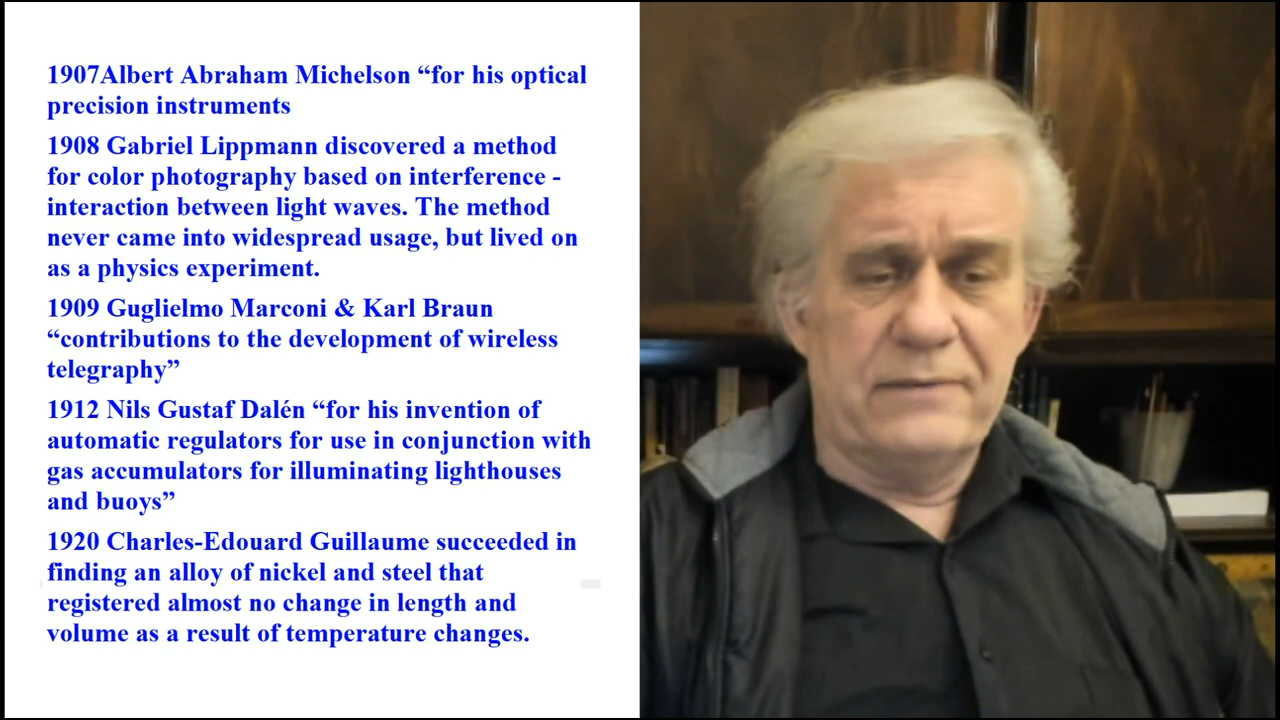 1907Albert Abraham Michelson “for his optical
precision instruments
1908 Gabriel Lippmann discovered a method
for color photography based on interference -
interaction between light waves. The method
never came into widespread usage, but lived on
as a physics experiment.
1909 Guglielmo Marconi & Karl Braun
“contributions to the development of wireless
telegraphy”
1912 Nils Gustaf Dalén “for his invention of
automatic regulators for use in conjunction with
gas accumulators for illuminating lighthouses
and buoys”
1920 Charles-Edouard Guillaume succeeded in
finding an alloy of nickel and steel that
registered almost no change in length and
volume as a result of temperature changes.